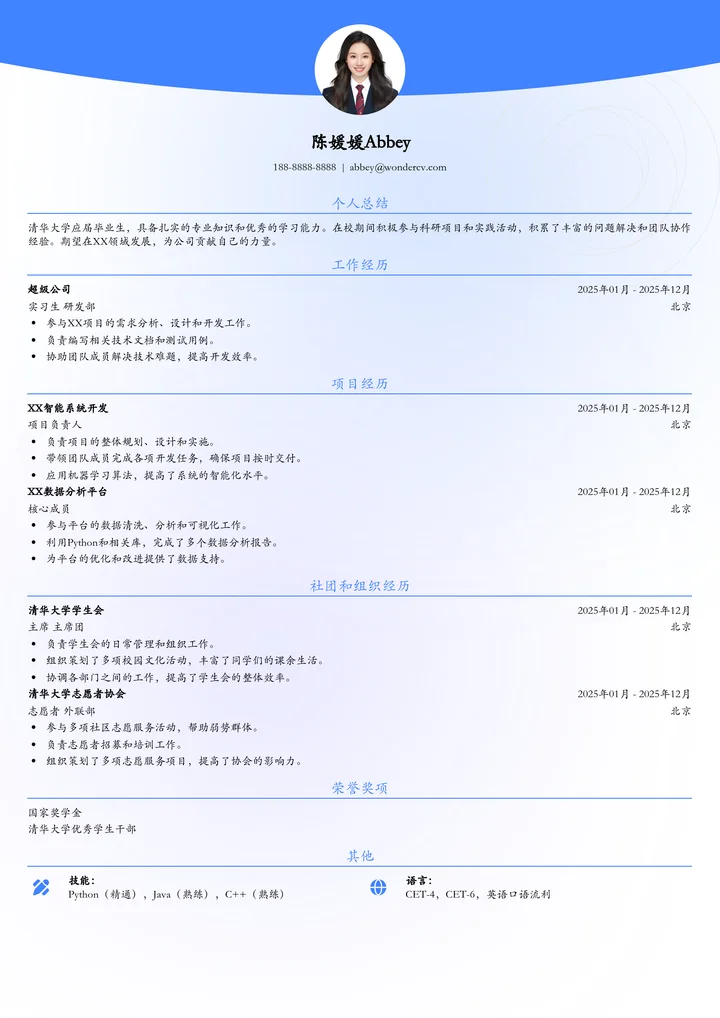 陈媛媛Abbey
188-8888-8888 | abbey@wondercv.com
个人总结
清华大学应届毕业生，具备扎实的专业知识和优秀的学习能力。在校期间积极参与科研项目和实践活动，积累了丰富的问题解决和团队协作
经验。期望在XX领域发展，为公司贡献自己的力量。
工作经历
超级公司 2025年01月 - 2025年12月
实习生 研发部 北京
• 参与XX项目的需求分析、设计和开发工作。
• 负责编写相关技术文档和测试用例。
• 协助团队成员解决技术难题，提高开发效率。
项目经历
XX智能系统开发 2025年01月 - 2025年12月
项目负责人 北京
• 负责项目的整体规划、设计和实施。
• 带领团队成员完成各项开发任务，确保项目按时交付。
• 应用机器学习算法，提高了系统的智能化水平。
XX数据分析平台 2025年01月 - 2025年12月
核心成员 北京
• 参与平台的数据清洗、分析和可视化工作。
• 利用Python和相关库，完成了多个数据分析报告。
• 为平台的优化和改进提供了数据支持。
社团和组织经历
清华大学学生会 2025年01月 - 2025年12月
主席 主席团 北京
• 负责学生会的日常管理和组织工作。
• 组织策划了多项校园文化活动，丰富了同学们的课余生活。
• 协调各部门之间的工作，提高了学生会的整体效率。
清华大学志愿者协会 2025年01月 - 2025年12月
志愿者 外联部 北京
• 参与多项社区志愿服务活动，帮助弱势群体。
• 负责志愿者招募和培训工作。
• 组织策划了多项志愿服务项目，提高了协会的影响力。
荣誉奖项
国家奖学金
清华大学优秀学生干部
其他
技能： 语言：
Python（精通）, Java（熟练）, C++（熟练） CET-4, CET-6, 英语口语流利